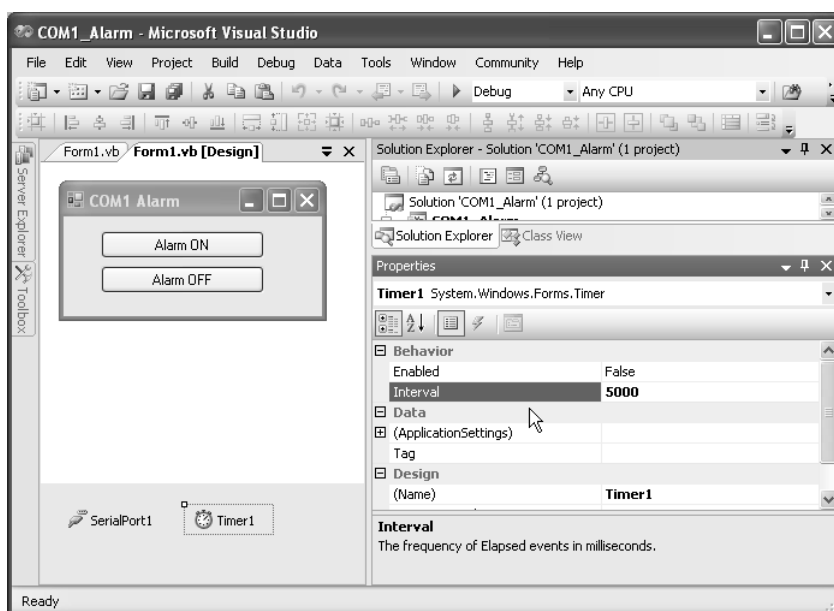 COM1_Alarm - Microsoft Visual Studio
File Edit View Project Build Debug Data Tools Window Community Help
Debug Any CPU
Server Explorer
Toolbox
Form1.vb Form1.vb [Design]
COM1 Alarm
Alarm ON
Alarm OFF
SerialPort1 Timer1
Solution Explorer - Solution 'COM1_Alarm' (1 project)
Solution 'COM1_Alarm' (1 project)
COM1_Alarm
Solution Explorer Class View
Properties
Timer1 System.Windows.Forms.Timer
Behavior
Enabled False
Interval 5000
Data
(ApplicationSettings)
Tag
Design
(Name) Timer1
Interval
The frequency of Elapsed events in milliseconds.
Ready